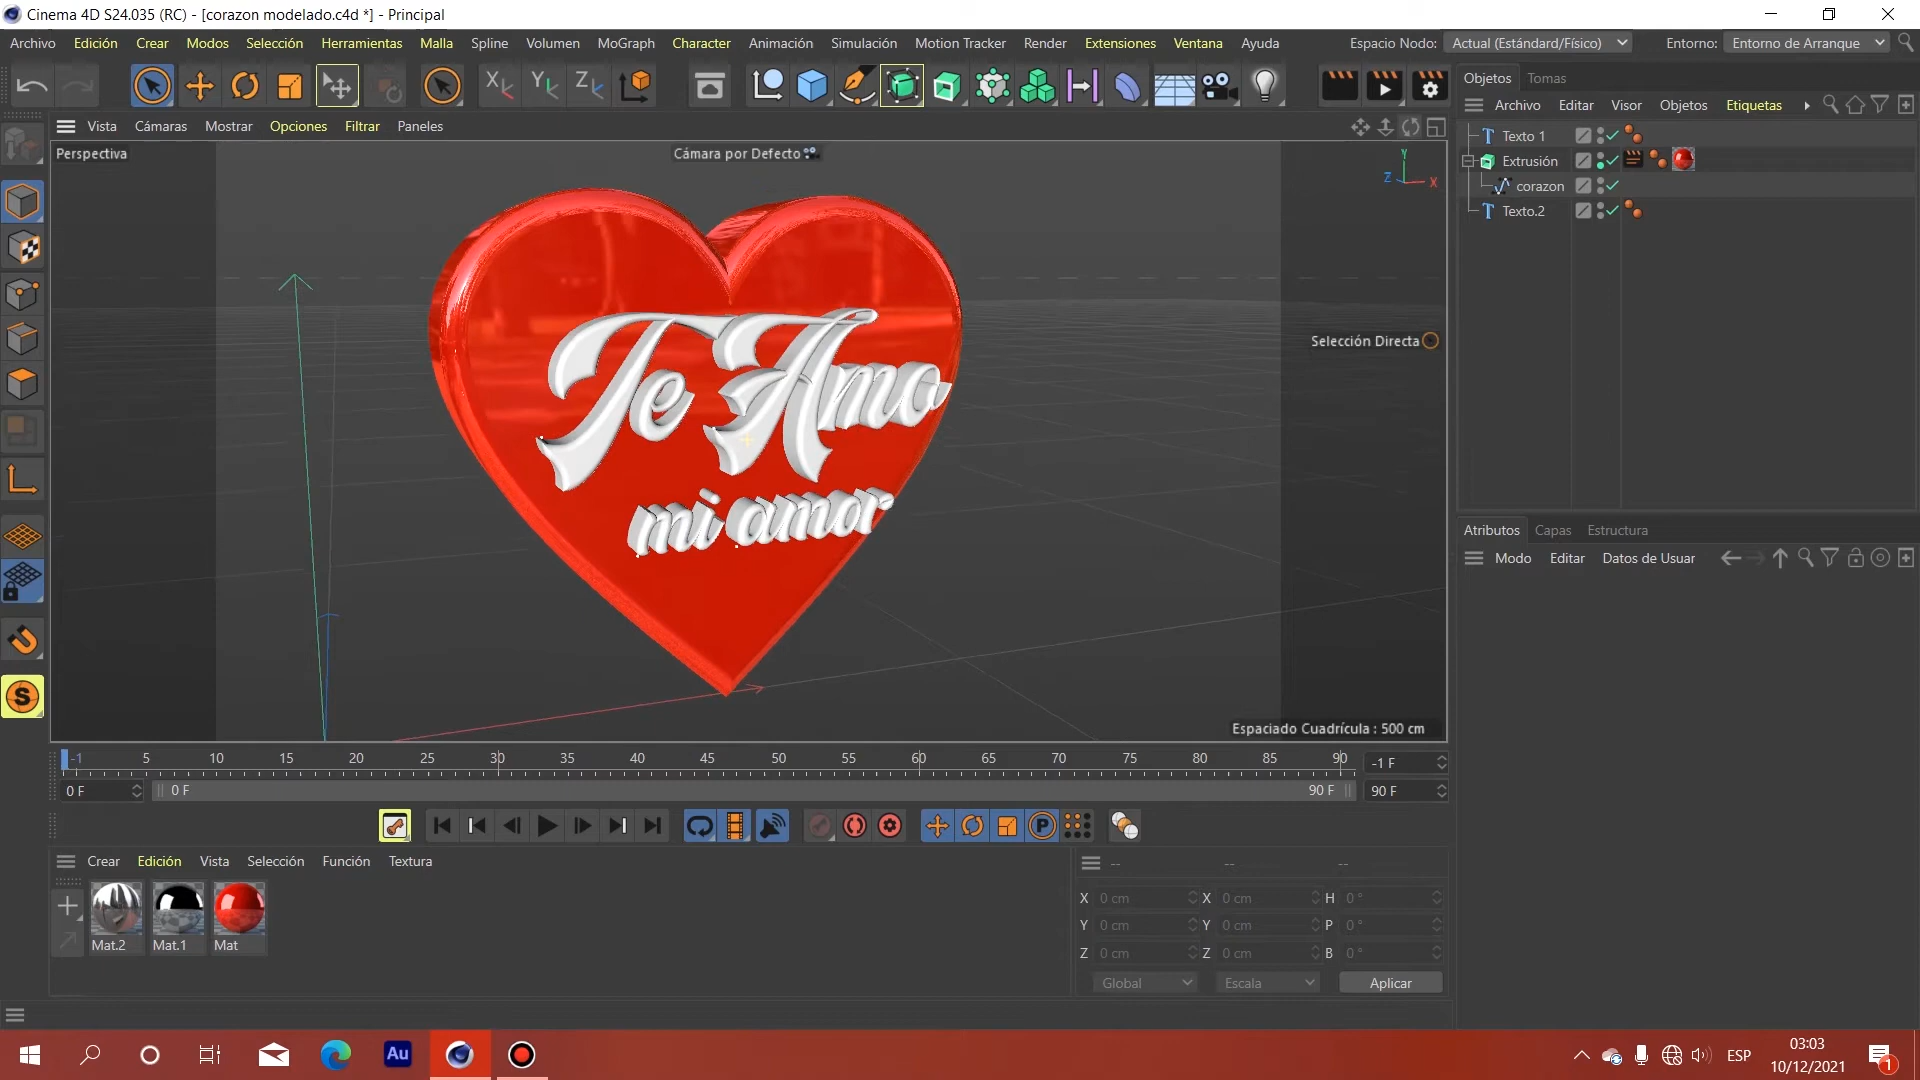 Cinema 4D S24.035 (RC) - [corazon modelado.c4d *] - Principal
Archivo Edición Crear Modos Selección Herramientas Malla Spline Volumen MoGraph Character Animación Simulación Motion Tracker Render Extensiones Ventana Ayuda Espacio Nodo: Actual (Estándard/Físico) Entorno: Entorno de Arranque
X Y Z
Objetos Tomas
Archivo Editar Visor Objetos Etiquetas
Vista Cámaras Mostrar Opciones Filtrar Paneles
Perspectiva
Cámara por Defecto
Y
Z X
Texto 1
Extrusión
corazon
Texto.2
Selección Directa
Te Amo
mi amor
Espaciado Cuadrícula : 500 cm
Atributos Capas Estructura
Modo Editar Datos de Usuar
S
-1 5 10 15 20 25 30 35 40 45 50 55 60 65 70 75 80 85 90 -1 F
0 F 0 F 90 F 90 F
P
Crear Edición Vista Selección Función Textura
-- -- --
Mat.2 Mat.1 Mat
X 0 cm X 0 cm H 0 °
Y 0 cm Y 0 cm P 0 °
Z 0 cm Z 0 cm B 0 °
Global Escala Aplicar
Au
ESP
03:03
10/12/2021
1